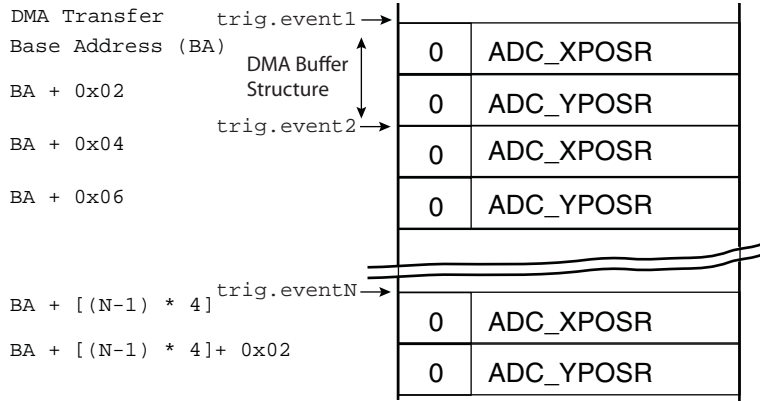 DMA Transfer trig.event1
Base Address (BA) 0 ADC_XPOSR
DMA Buffer
Structure
BA + 0x02 0 ADC_YPOSR
trig.event2
BA + 0x04 0 ADC_XPOSR
BA + 0x06 0 ADC_YPOSR
trig.eventN
BA + [(N-1) * 4] 0 ADC_XPOSR
BA + [(N-1) * 4]+ 0x02 0 ADC_YPOSR